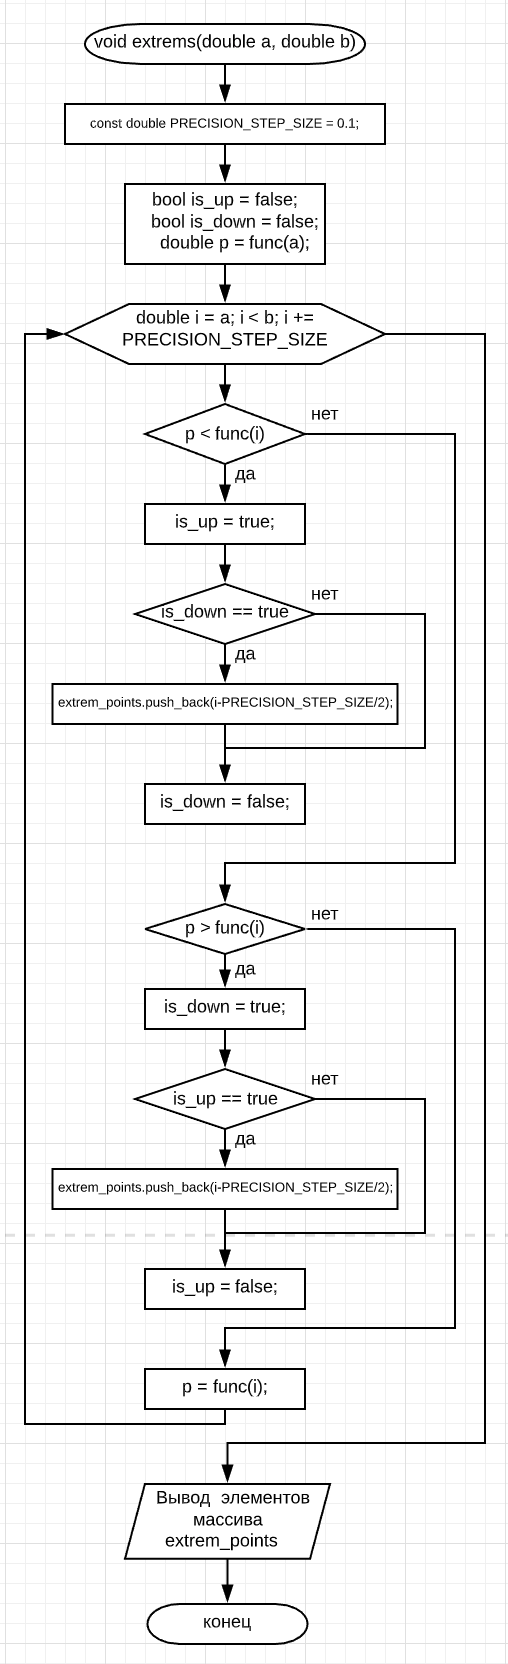 void extrems(double a, double b)
const double PRECISION_STEP_SIZE = 0.1;
bool is_up = false;
bool is_down = false;
double p = func(a);
double i = a; i < b; i +=
PRECISION_STEP_SIZE
нет
p < func(i)
да
is_up = true;
нет
is_down == true
да
extrem_points.push_back(i-PRECISION_STEP_SIZE/2);
is_down = false;
нет
p > func(i)
да
is_down = true;
нет
is_up == true
да
extrem_points.push_back(i-PRECISION_STEP_SIZE/2);
is_up = false;
p = func(i);
Вывод элементов
массива
extrem_points
конец